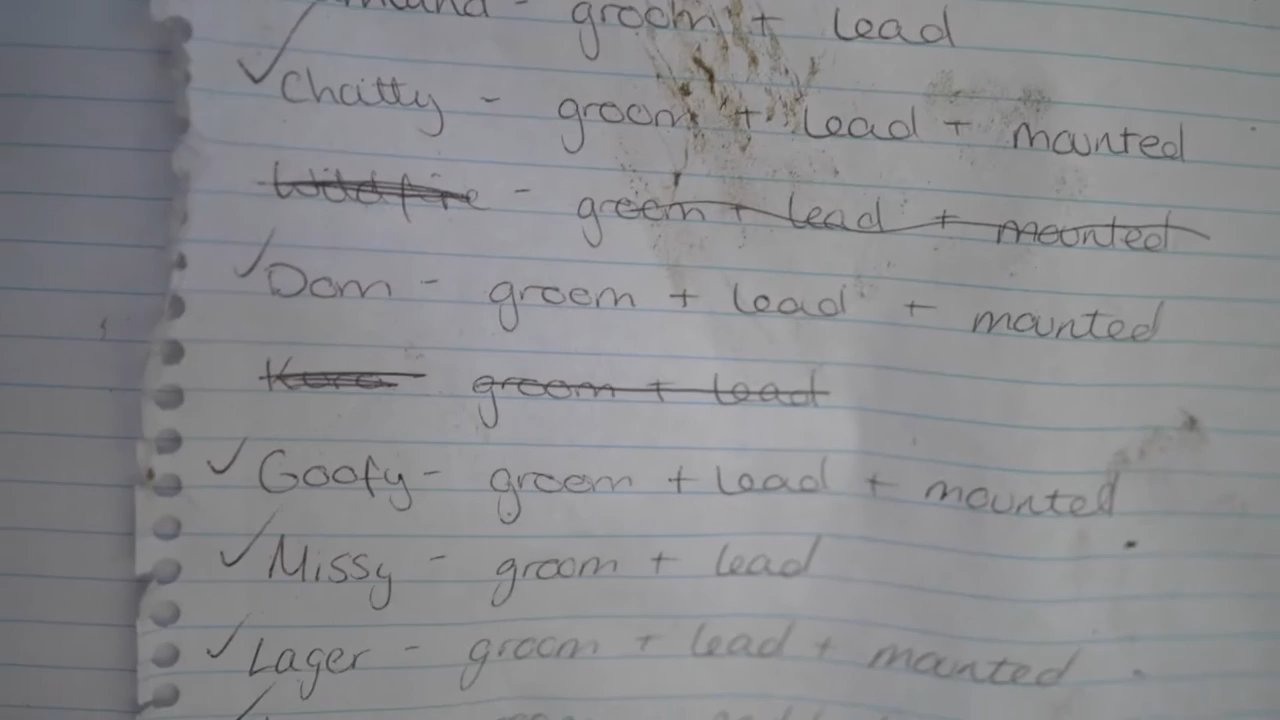 groom + lead
Chatty - groom + lead + mounted
Wildfire - groom + lead + mounted
Dom - groom + lead + mounted
groom + lead
Goofy - groom + lead + mounted
Missy - groom + lead
Lager - groom + lead + mounted